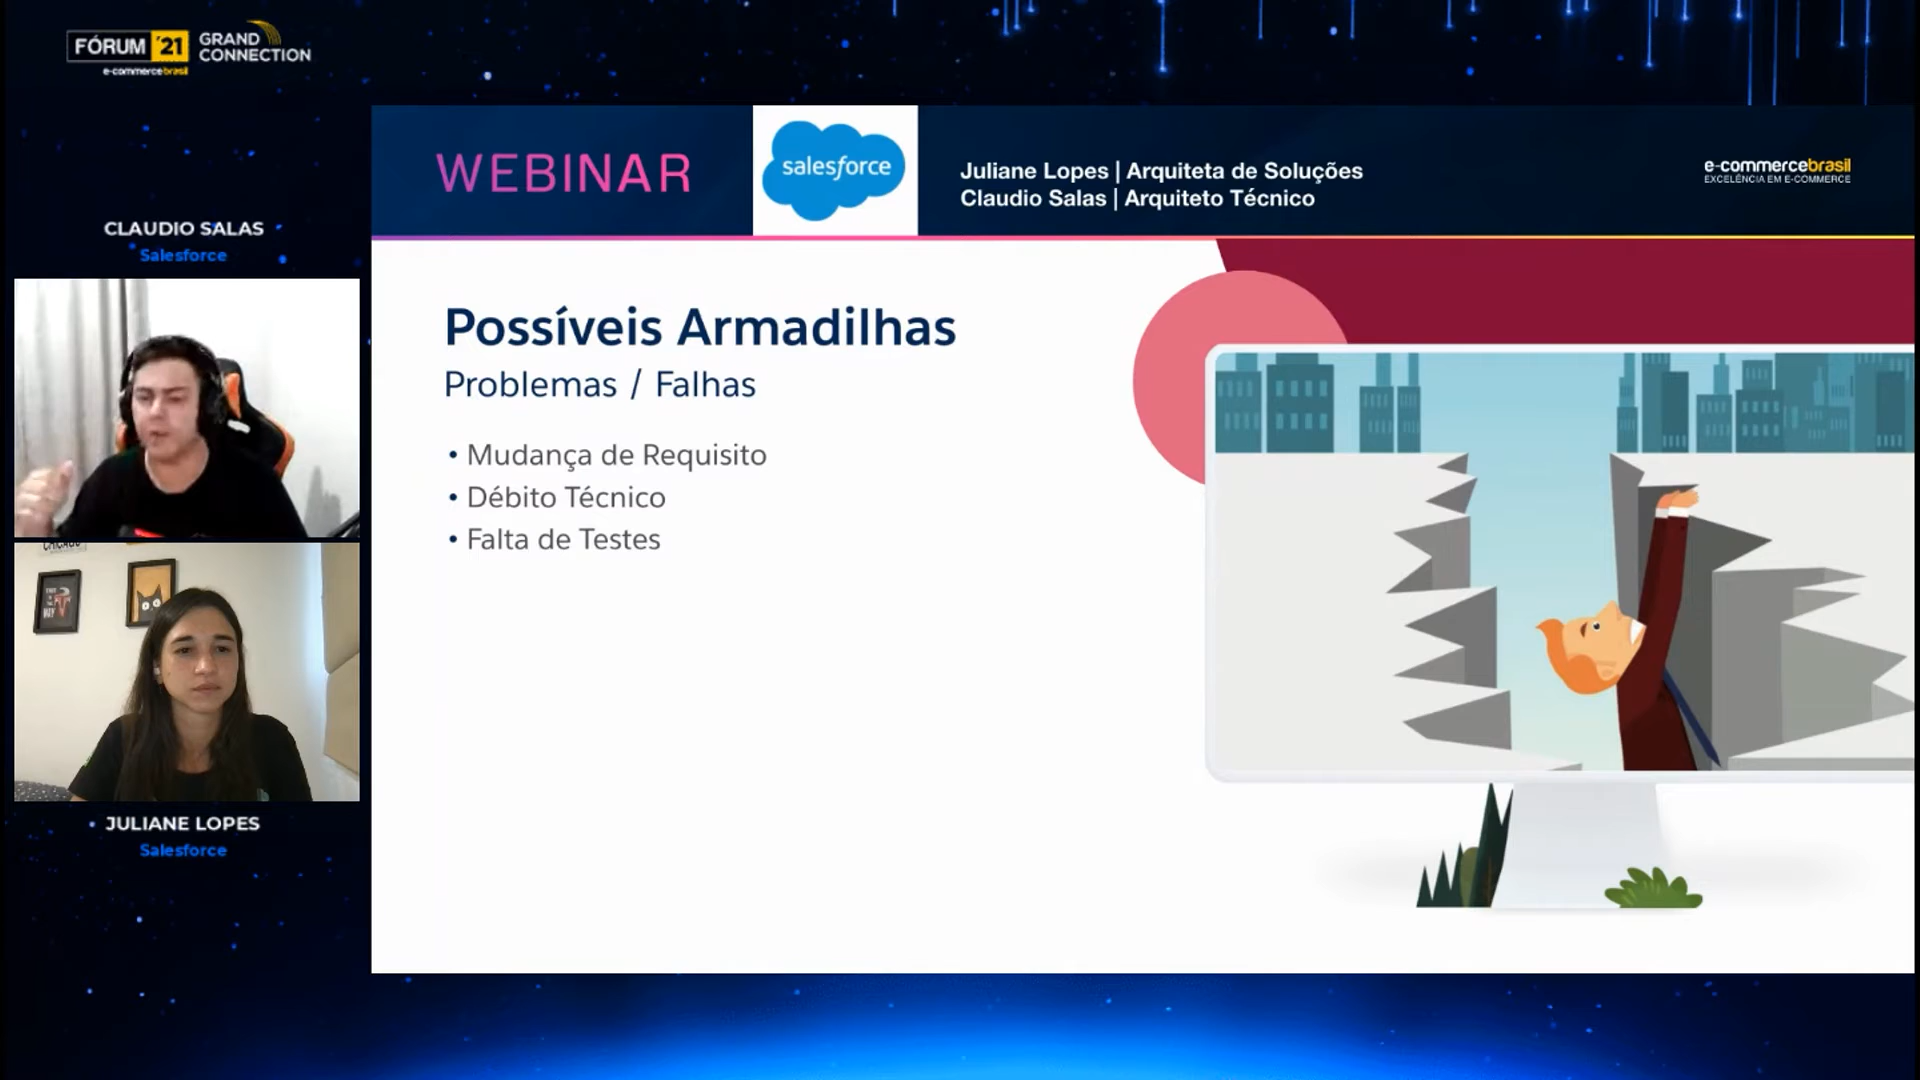 FÓRUM '21 GRAND CONNECTION
e-commercebrasil
WEBINAR
salesforce
Juliane Lopes | Arquiteta de Soluções
Claudio Salas | Arquiteto Técnico
e-commercebrasil
EXCELÊNCIA EM E-COMMERCE
CLAUDIO SALAS
Salesforce
Possíveis Armadilhas
Problemas / Falhas
• Mudança de Requisito
• Débito Técnico
• Falta de Testes
CHICAGO
JULIANE LOPES
Salesforce